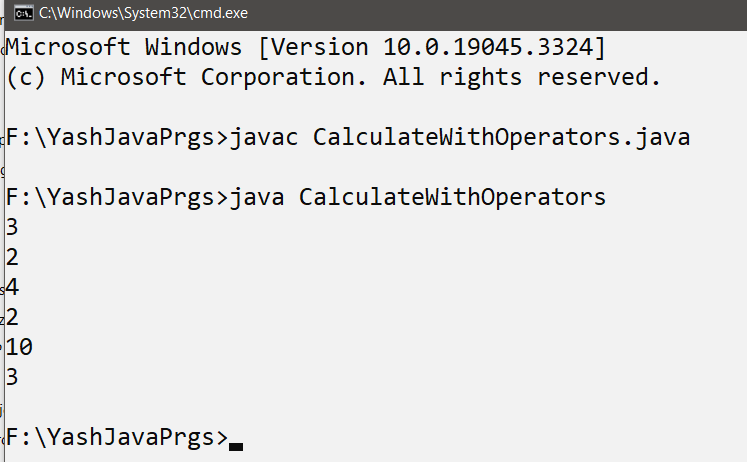 C:\Windows\System32\cmd.exe
Microsoft Windows [Version 10.0.19045.3324]
(c) Microsoft Corporation. All rights reserved.
F:\YashJavaPrgs>javac CalculateWithOperators.java
F:\YashJavaPrgs>java CalculateWithOperators
3
2
4
2
10
3
F:\YashJavaPrgs>